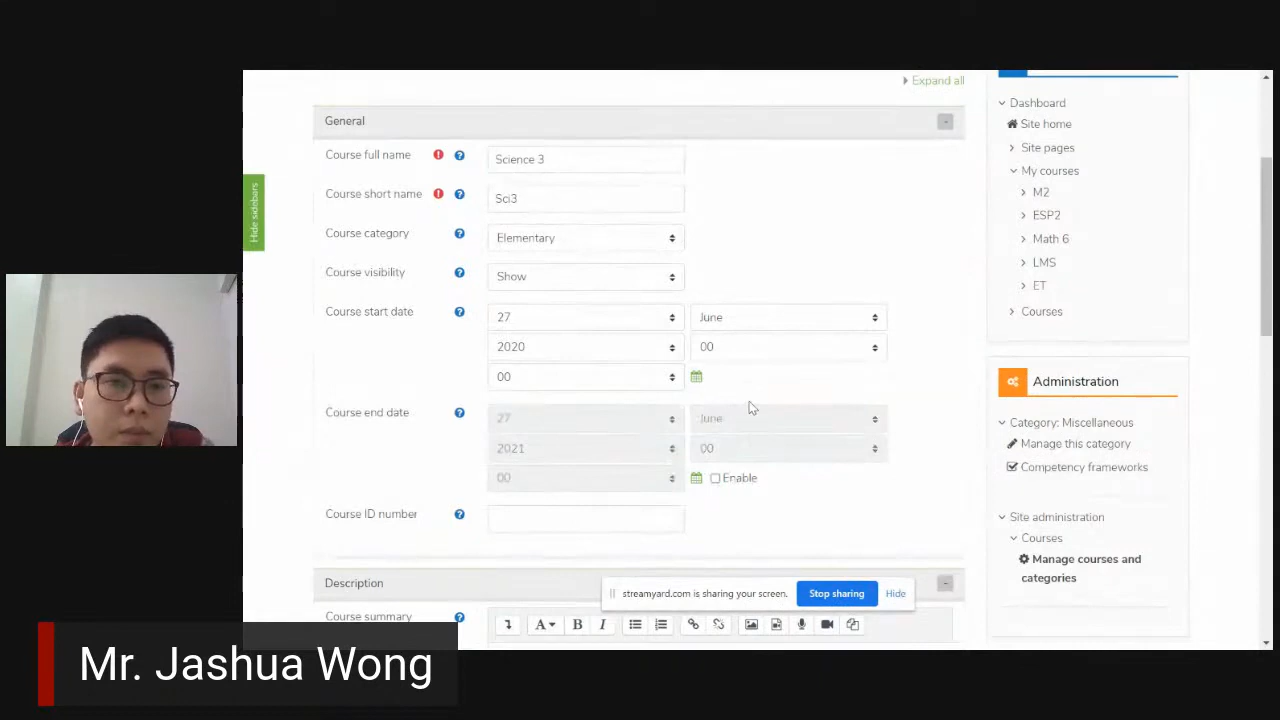 Expand all
General
Course full name
Science 3
Course short name
Sci3
Course category
Elementary
Course visibility
Show
Course start date
27
June
2020
00
00
Course end date
27
June
2021
00
00
Enable
Course ID number
Description
Course summary
A
B
I
Hide sidebars
Dashboard
Site home
Site pages
My courses
M2
ESP2
Math 6
LMS
ET
Courses
Administration
Category: Miscellaneous
Manage this category
Competency frameworks
Site administration
Courses
Manage courses and
categories
streamyard.com is sharing your screen.
Stop sharing
Hide
Mr. Jashua Wong